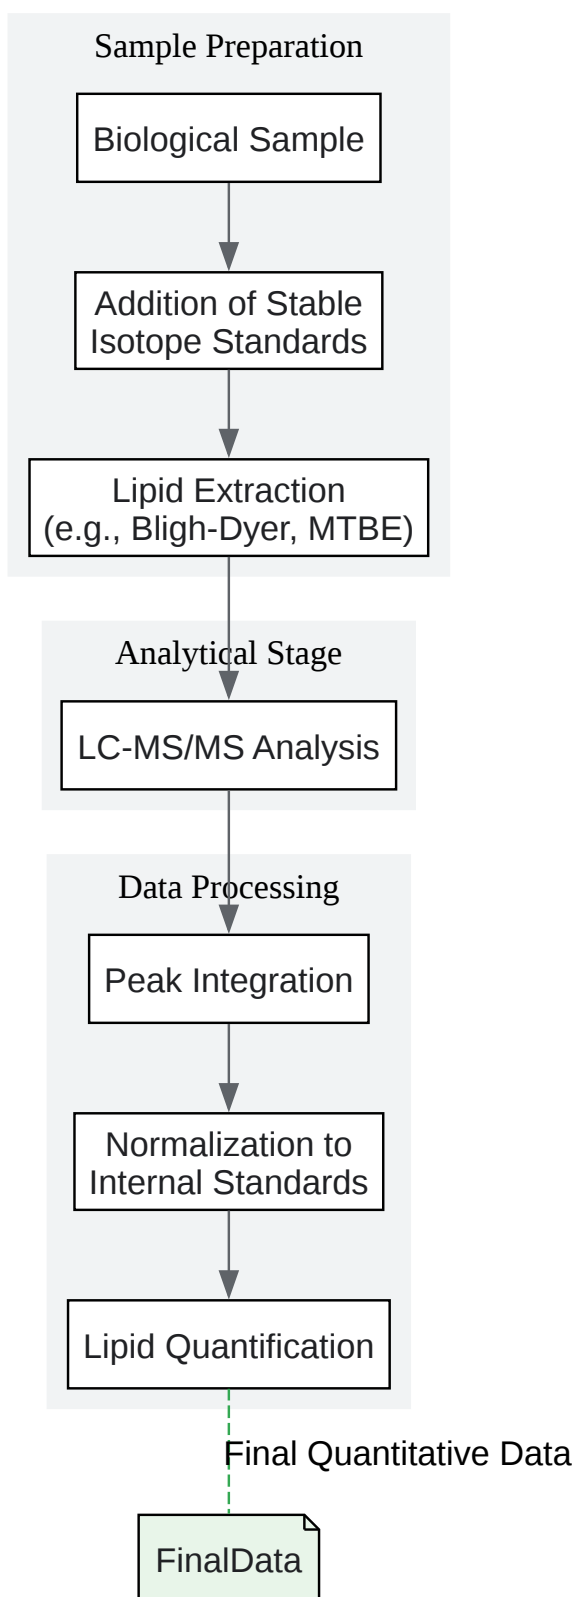 Sample Preparation
Biological Sample
Addition of Stable
Isotope Standards
Lipid Extraction
(e.g., Bligh-Dyer, MTBE)
Analytical Stage
LC-MS/MS Analysis
Data Processing
Peak Integration
Normalization to
Internal Standards
Lipid Quantification
Final Quantitative Data
FinalData